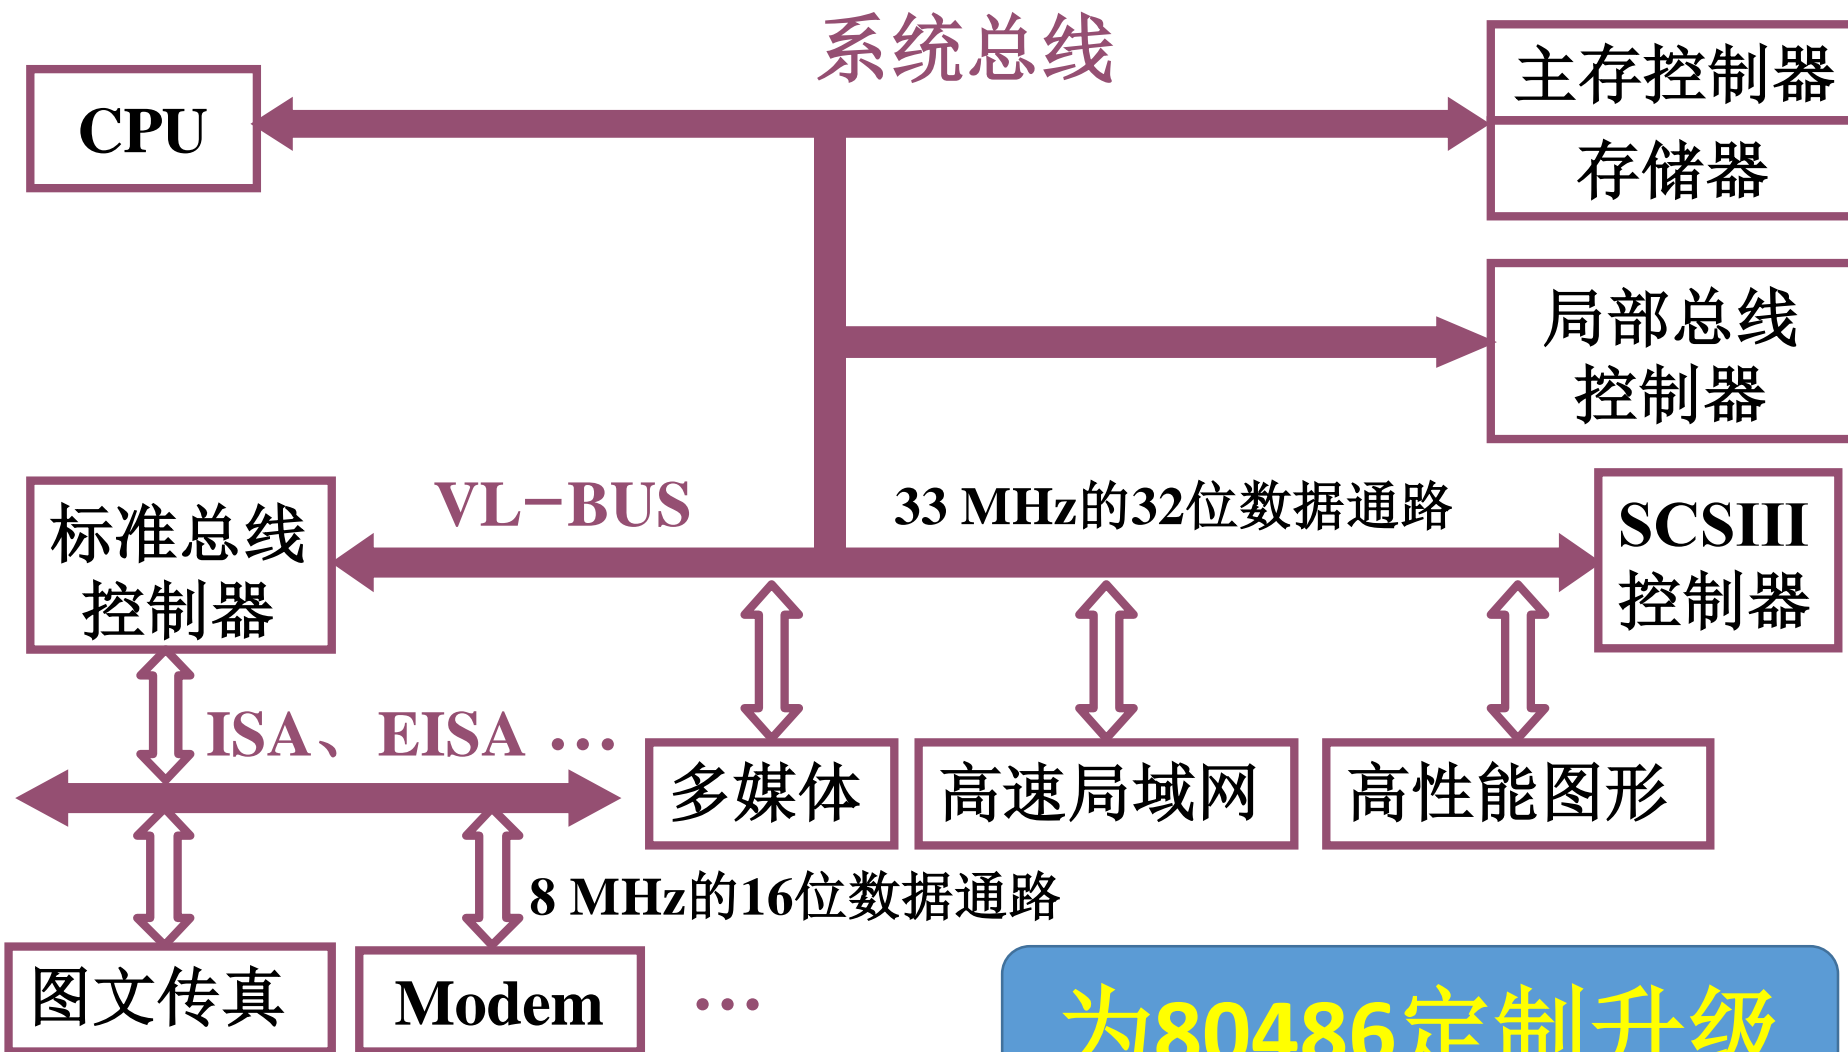 系统总线
CPU
主存控制器
存储器
局部总线
控制器
VL-BUS
33 MHz的32位数据通路
标准总线
控制器
SCSIII
控制器
ISA、EISA …
多媒体
高速局域网
高性能图形
8 MHz的16位数据通路
图文传真
Modem
…
为80486定制升级